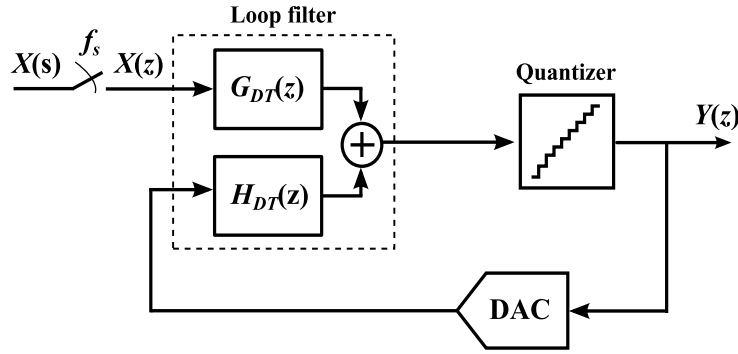 Loop filter
X(s)
fs
X(z)
GDT(z)
Quantizer
Y(z)
+
HDT(z)
DAC